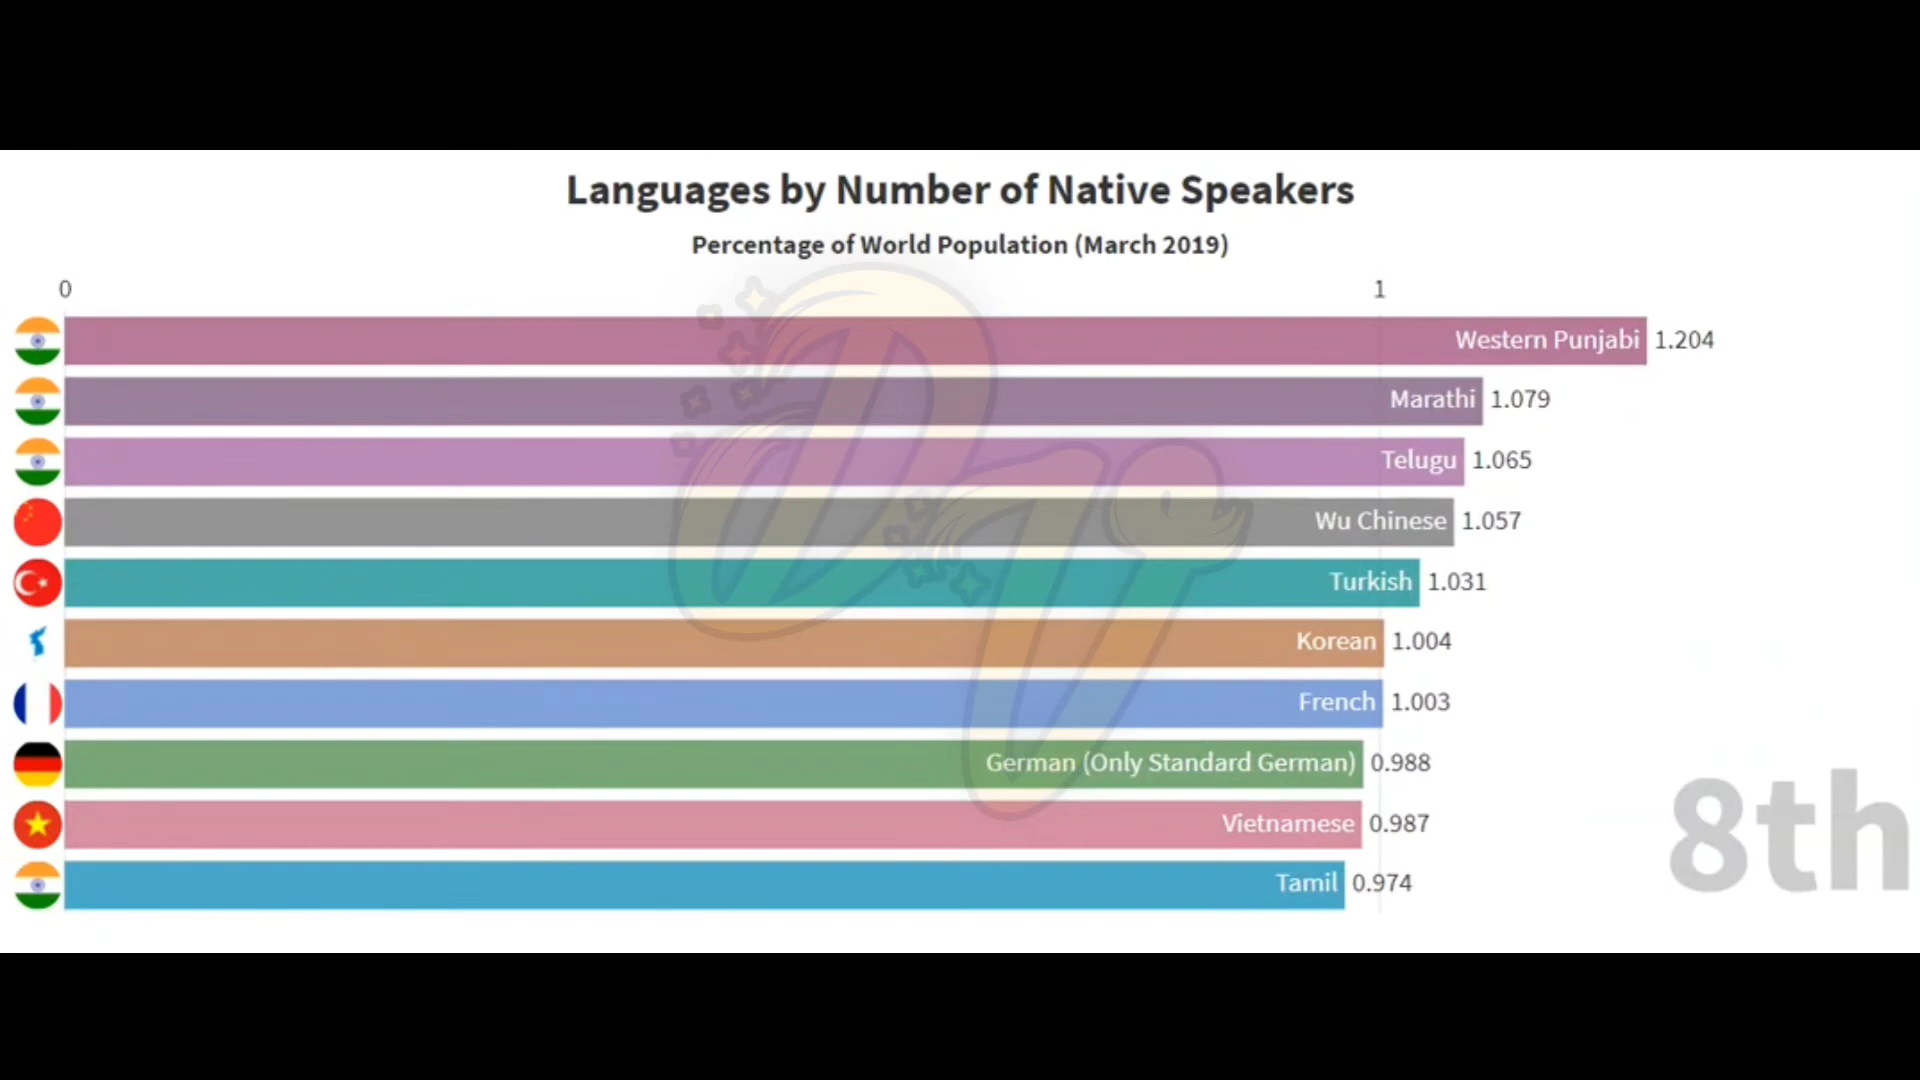 Languages by Number of Native Speakers
Percentage of World Population (March 2019)
0 1
Western Punjabi 1.204
Marathi 1.079
Telugu 1.065
Wu Chinese 1.057
Turkish 1.031
Korean 1.004
French 1.003
German (Only Standard German) 0.988
Vietnamese 0.987
Tamil 0.974
8th
DV